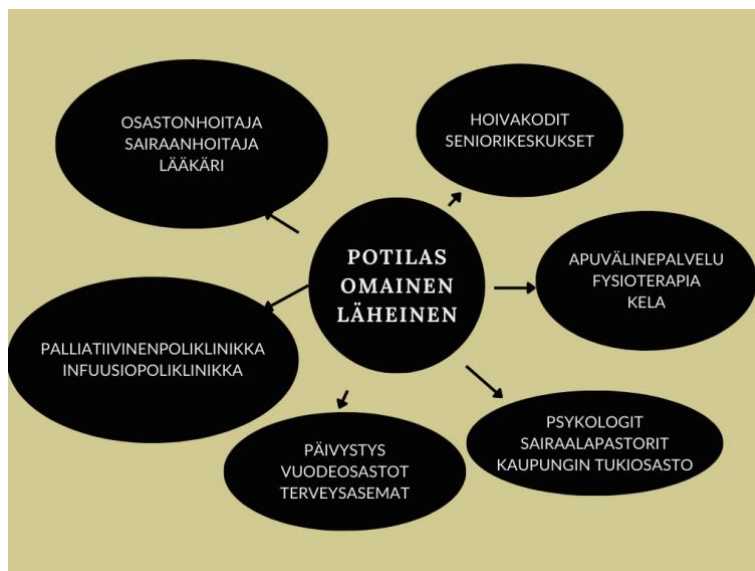 OSASTONHOITAJA
SAIRAANHOITAJA
LÄÄKÄRI
HOIVAKODIT
SENIORIKESKUKSET
POTILAS
OMAINEN
LÄHEINEN
APUVÄLINEPALVELU
FYSIOTERAPIA
KELA
PALLIATIIVINENPOLIKLINIKKA
INFUUSIOPOLIKLINIKKA
PÄIVYSTYS
VUODEOSASTOT
TERVEYSASEMAT
PSYKOLOGIT
SAIRAALAPASTORIT
KAUPUNGIN TUKIOSASTO